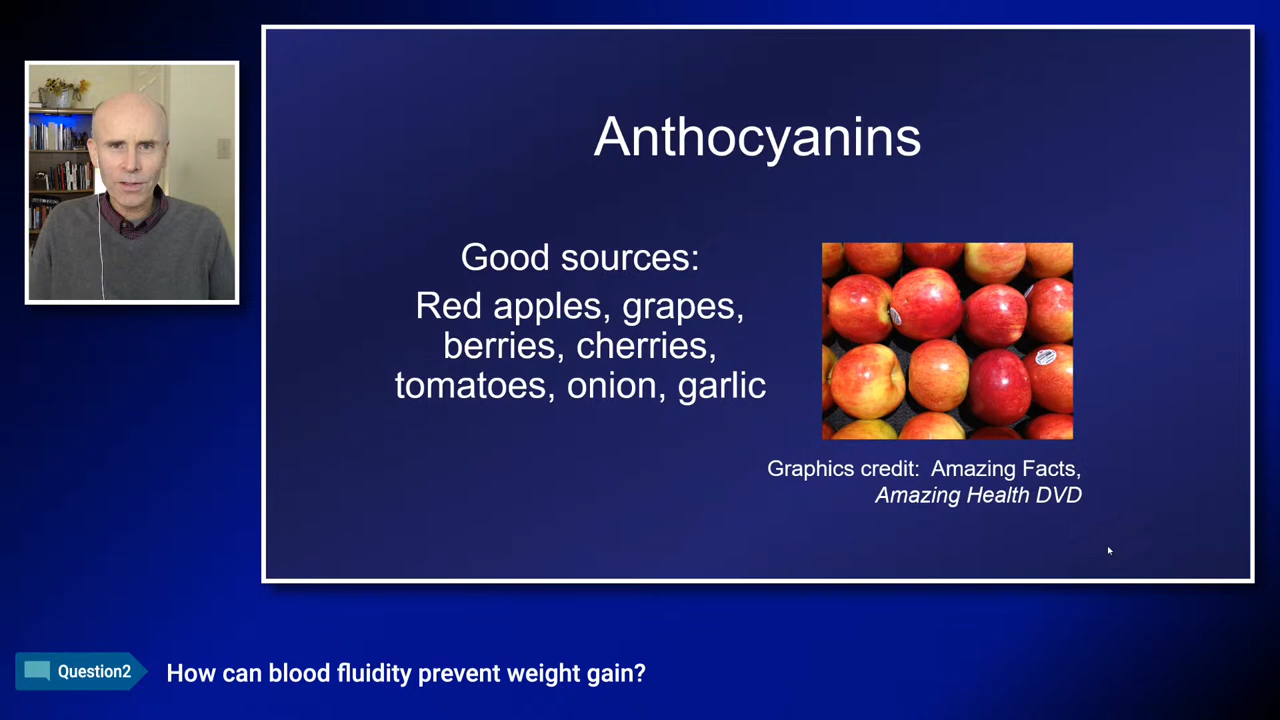 Anthocyanins
Good sources:
Red apples, grapes,
berries, cherries,
tomatoes, onion, garlic
Graphics credit: Amazing Facts,
Amazing Health DVD
Question2
How can blood fluidity prevent weight gain?